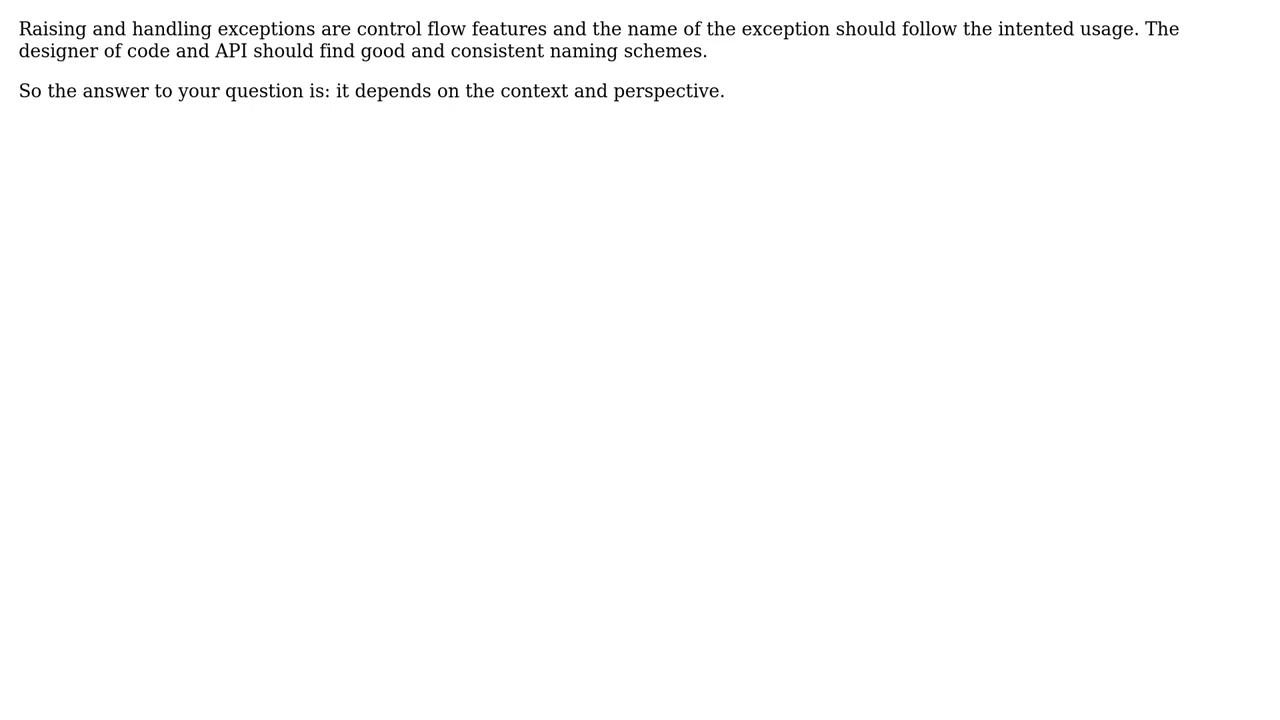 Raising and handling exceptions are control flow features and the name of the exception should follow the intented usage. The
designer of code and API should find good and consistent naming schemes.
So the answer to your question is: it depends on the context and perspective.